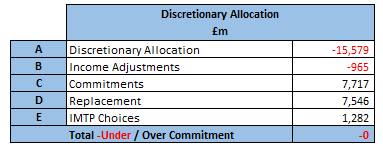 Discretionary Allocation
£m
A Discretionary Allocation -15,579
B Income Adjustments -965
C Commitments 7,717
D Replacement 7,546
E IMTP Choices 1,282
Total -Under / Over Commitment -0